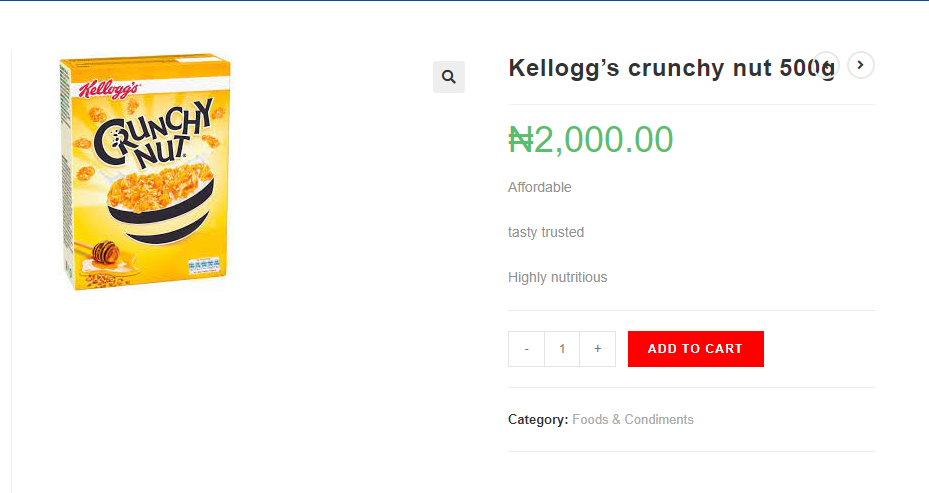 Kellogg's
CRUNCHY
NUT
Kellogg’s crunchy nut 500g
₦2,000.00
Affordable
tasty trusted
Highly nutritious
- 1 +
ADD TO CART
Category: Foods & Condiments